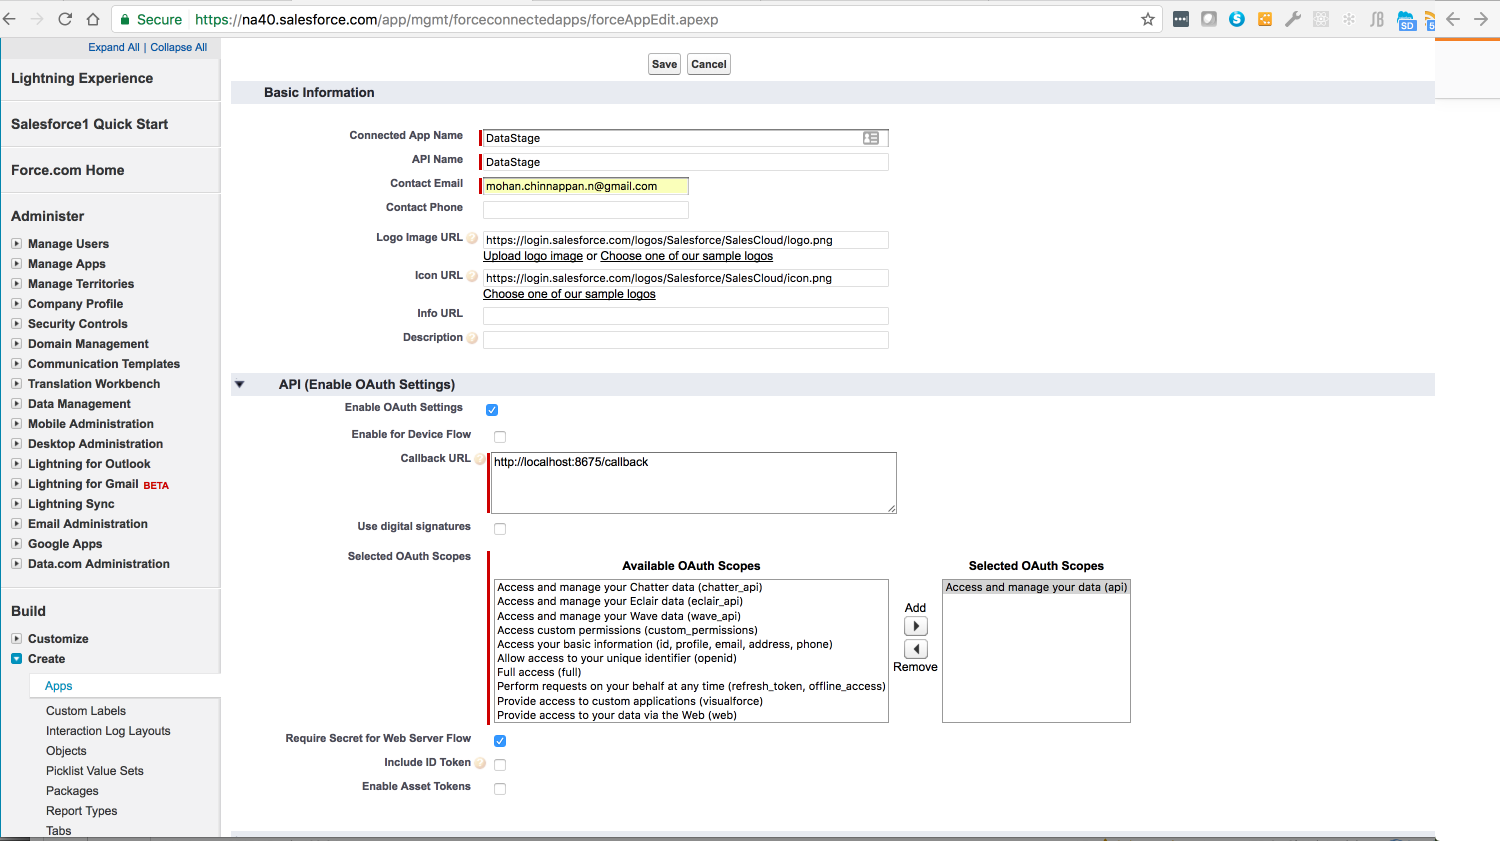 Secure
https://na40.salesforce.com/app/mgmt/forceconnectedapps/forceAppEdit.apexp
SD
5
Expand All | Collapse All
Lightning Experience
Salesforce1 Quick Start
Force.com Home
Administer
Manage Users
Manage Apps
Manage Territories
Company Profile
Security Controls
Domain Management
Communication Templates
Translation Workbench
Data Management
Mobile Administration
Desktop Administration
Lightning for Outlook
Lightning for Gmail BETA
Lightning Sync
Email Administration
Google Apps
Data.com Administration
Build
Customize
Create
Apps
Custom Labels
Interaction Log Layouts
Objects
Picklist Value Sets
Packages
Report Types
Tabs
Save Cancel
Basic Information
Connected App Name DataStage
API Name DataStage
Contact Email mohan.chinnappan.n@gmail.com
Contact Phone
Logo Image URL https://login.salesforce.com/logos/Salesforce/SalesCloud/logo.png
Upload logo image or Choose one of our sample logos
Icon URL https://login.salesforce.com/logos/Salesforce/SalesCloud/icon.png
Choose one of our sample logos
Info URL
Description
API (Enable OAuth Settings)
Enable OAuth Settings
Enable for Device Flow
Callback URL http://localhost:8675/callback
Use digital signatures
Selected OAuth Scopes
Available OAuth Scopes
Access and manage your Chatter data (chatter_api)
Access and manage your Eclair data (eclair_api)
Access and manage your Wave data (wave_api)
Access custom permissions (custom_permissions)
Access your basic information (id, profile, email, address, phone)
Allow access to your unique identifier (openid)
Full access (full)
Perform requests on your behalf at any time (refresh_token, offline_access)
Provide access to custom applications (visualforce)
Provide access to your data via the Web (web)
Add
Remove
Selected OAuth Scopes
Access and manage your data (api)
Require Secret for Web Server Flow
Include ID Token
Enable Asset Tokens